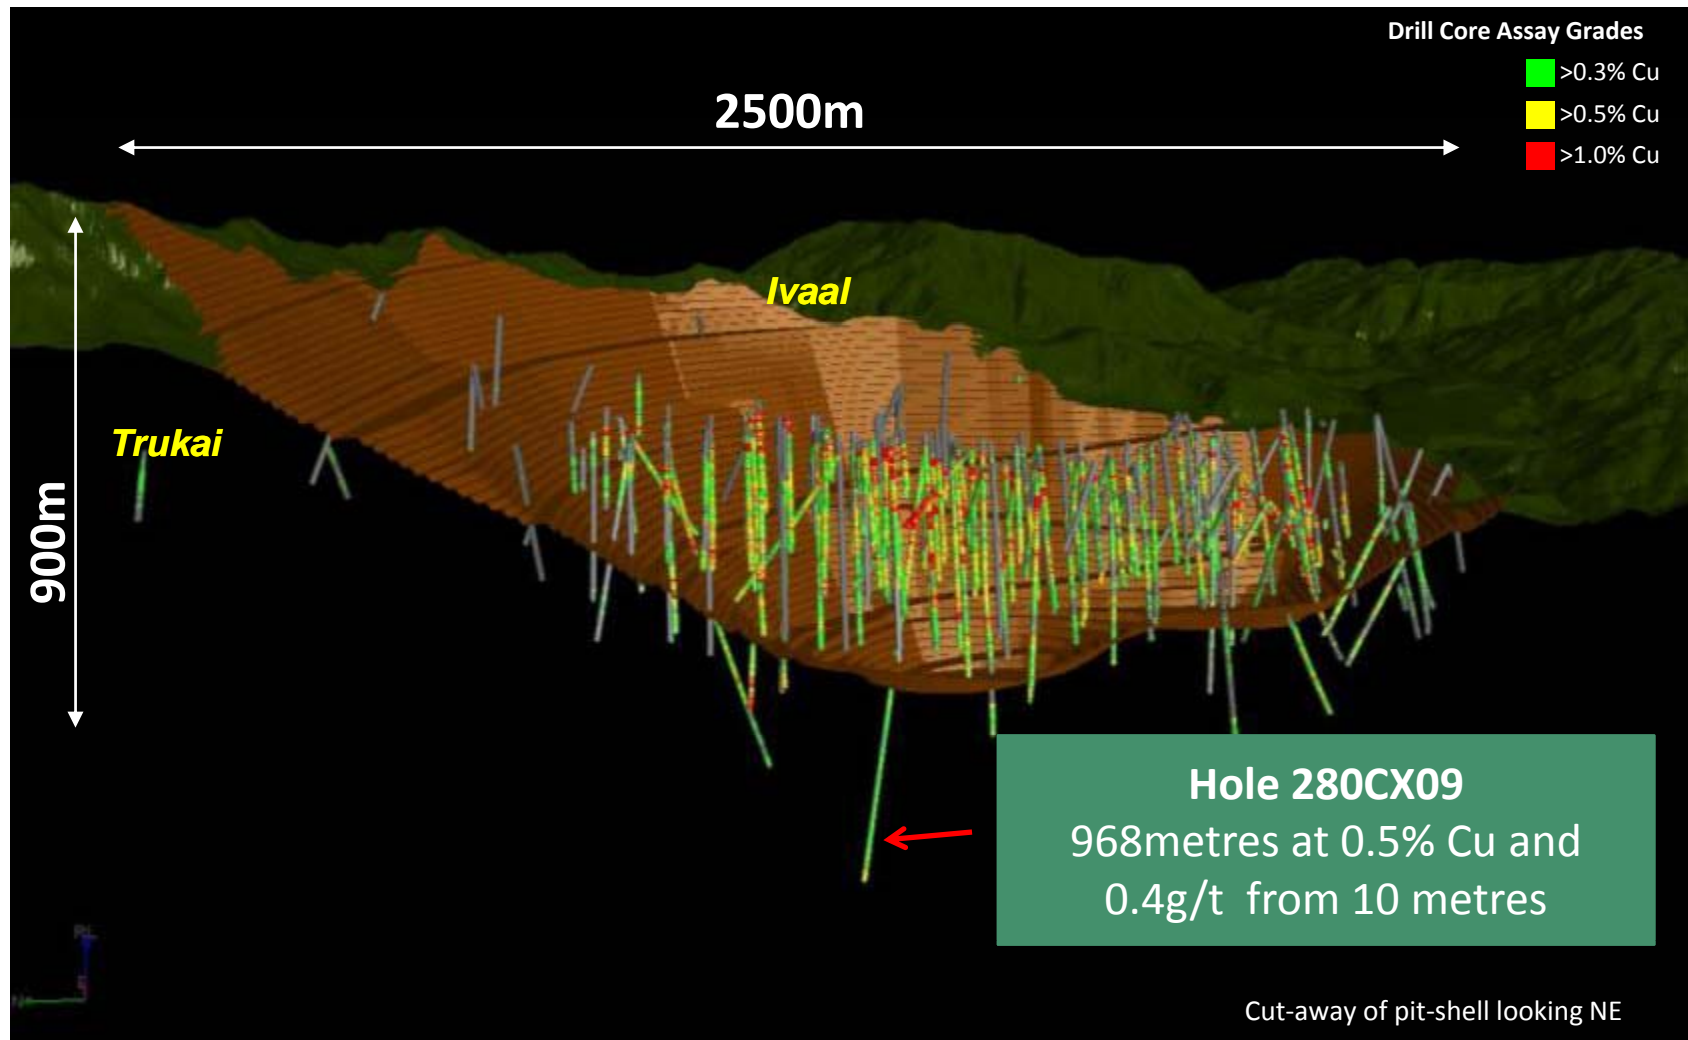 Drill Core Assay Grades
>0.3% Cu
>0.5% Cu
>1.0% Cu
2500m
Ivaal
Trukai
900m
Hole 280CX09
968metres at 0.5% Cu and
0.4g/t from 10 metres
Cut-away of pit-shell looking NE